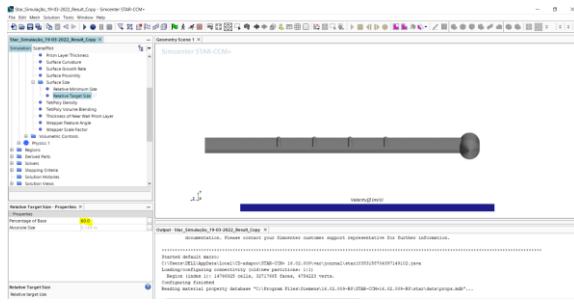 Star_Simulação_19-03-2022_Result_Copy - Simcenter STAR-CCM+
File Edit Mesh Solution Tools Window Help
Star_Simulação_19-03-2022_Result_Copy
Simulation Scene/Plot
Prism Layer Thickness
Surface Curvature
Surface Growth Rate
Surface Proximity
Surface Size
Relative Minimum Size
Relative Target Size
Tet/Poly Density
Tet/Poly Volume Blending
Thickness of Near Wall Prism Layer
Wrapper Feature Angle
Wrapper Scale Factor
Volumetric Controls
Physics 1
Regions
Derived Parts
Solvers
Stopping Criteria
Solution Histories
Solution Views
Relative Target Size - Properties
Properties
Percentage of Base
Absolute Size
Relative Target Size
Relative target size
Geometry Scene 1
Simcenter STAR-CCM+
Velocity[i] (m/s)
Output - Star_Simulação_19-03-2022_Result_Copy
documentation. Please contact your Simcenter customer support representative for further information.
Started default macro:
Loading/configuring connectivity (old|new partitions: 1|1)
Configuring finished